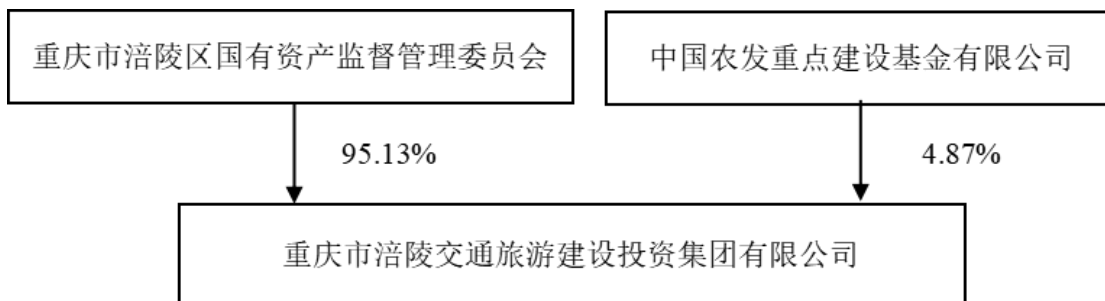 重庆市涪陵区国有资产监督管理委员会
中国农发重点建设基金有限公司
95.13%
4.87%
重庆市涪陵交通旅游建设投资集团有限公司